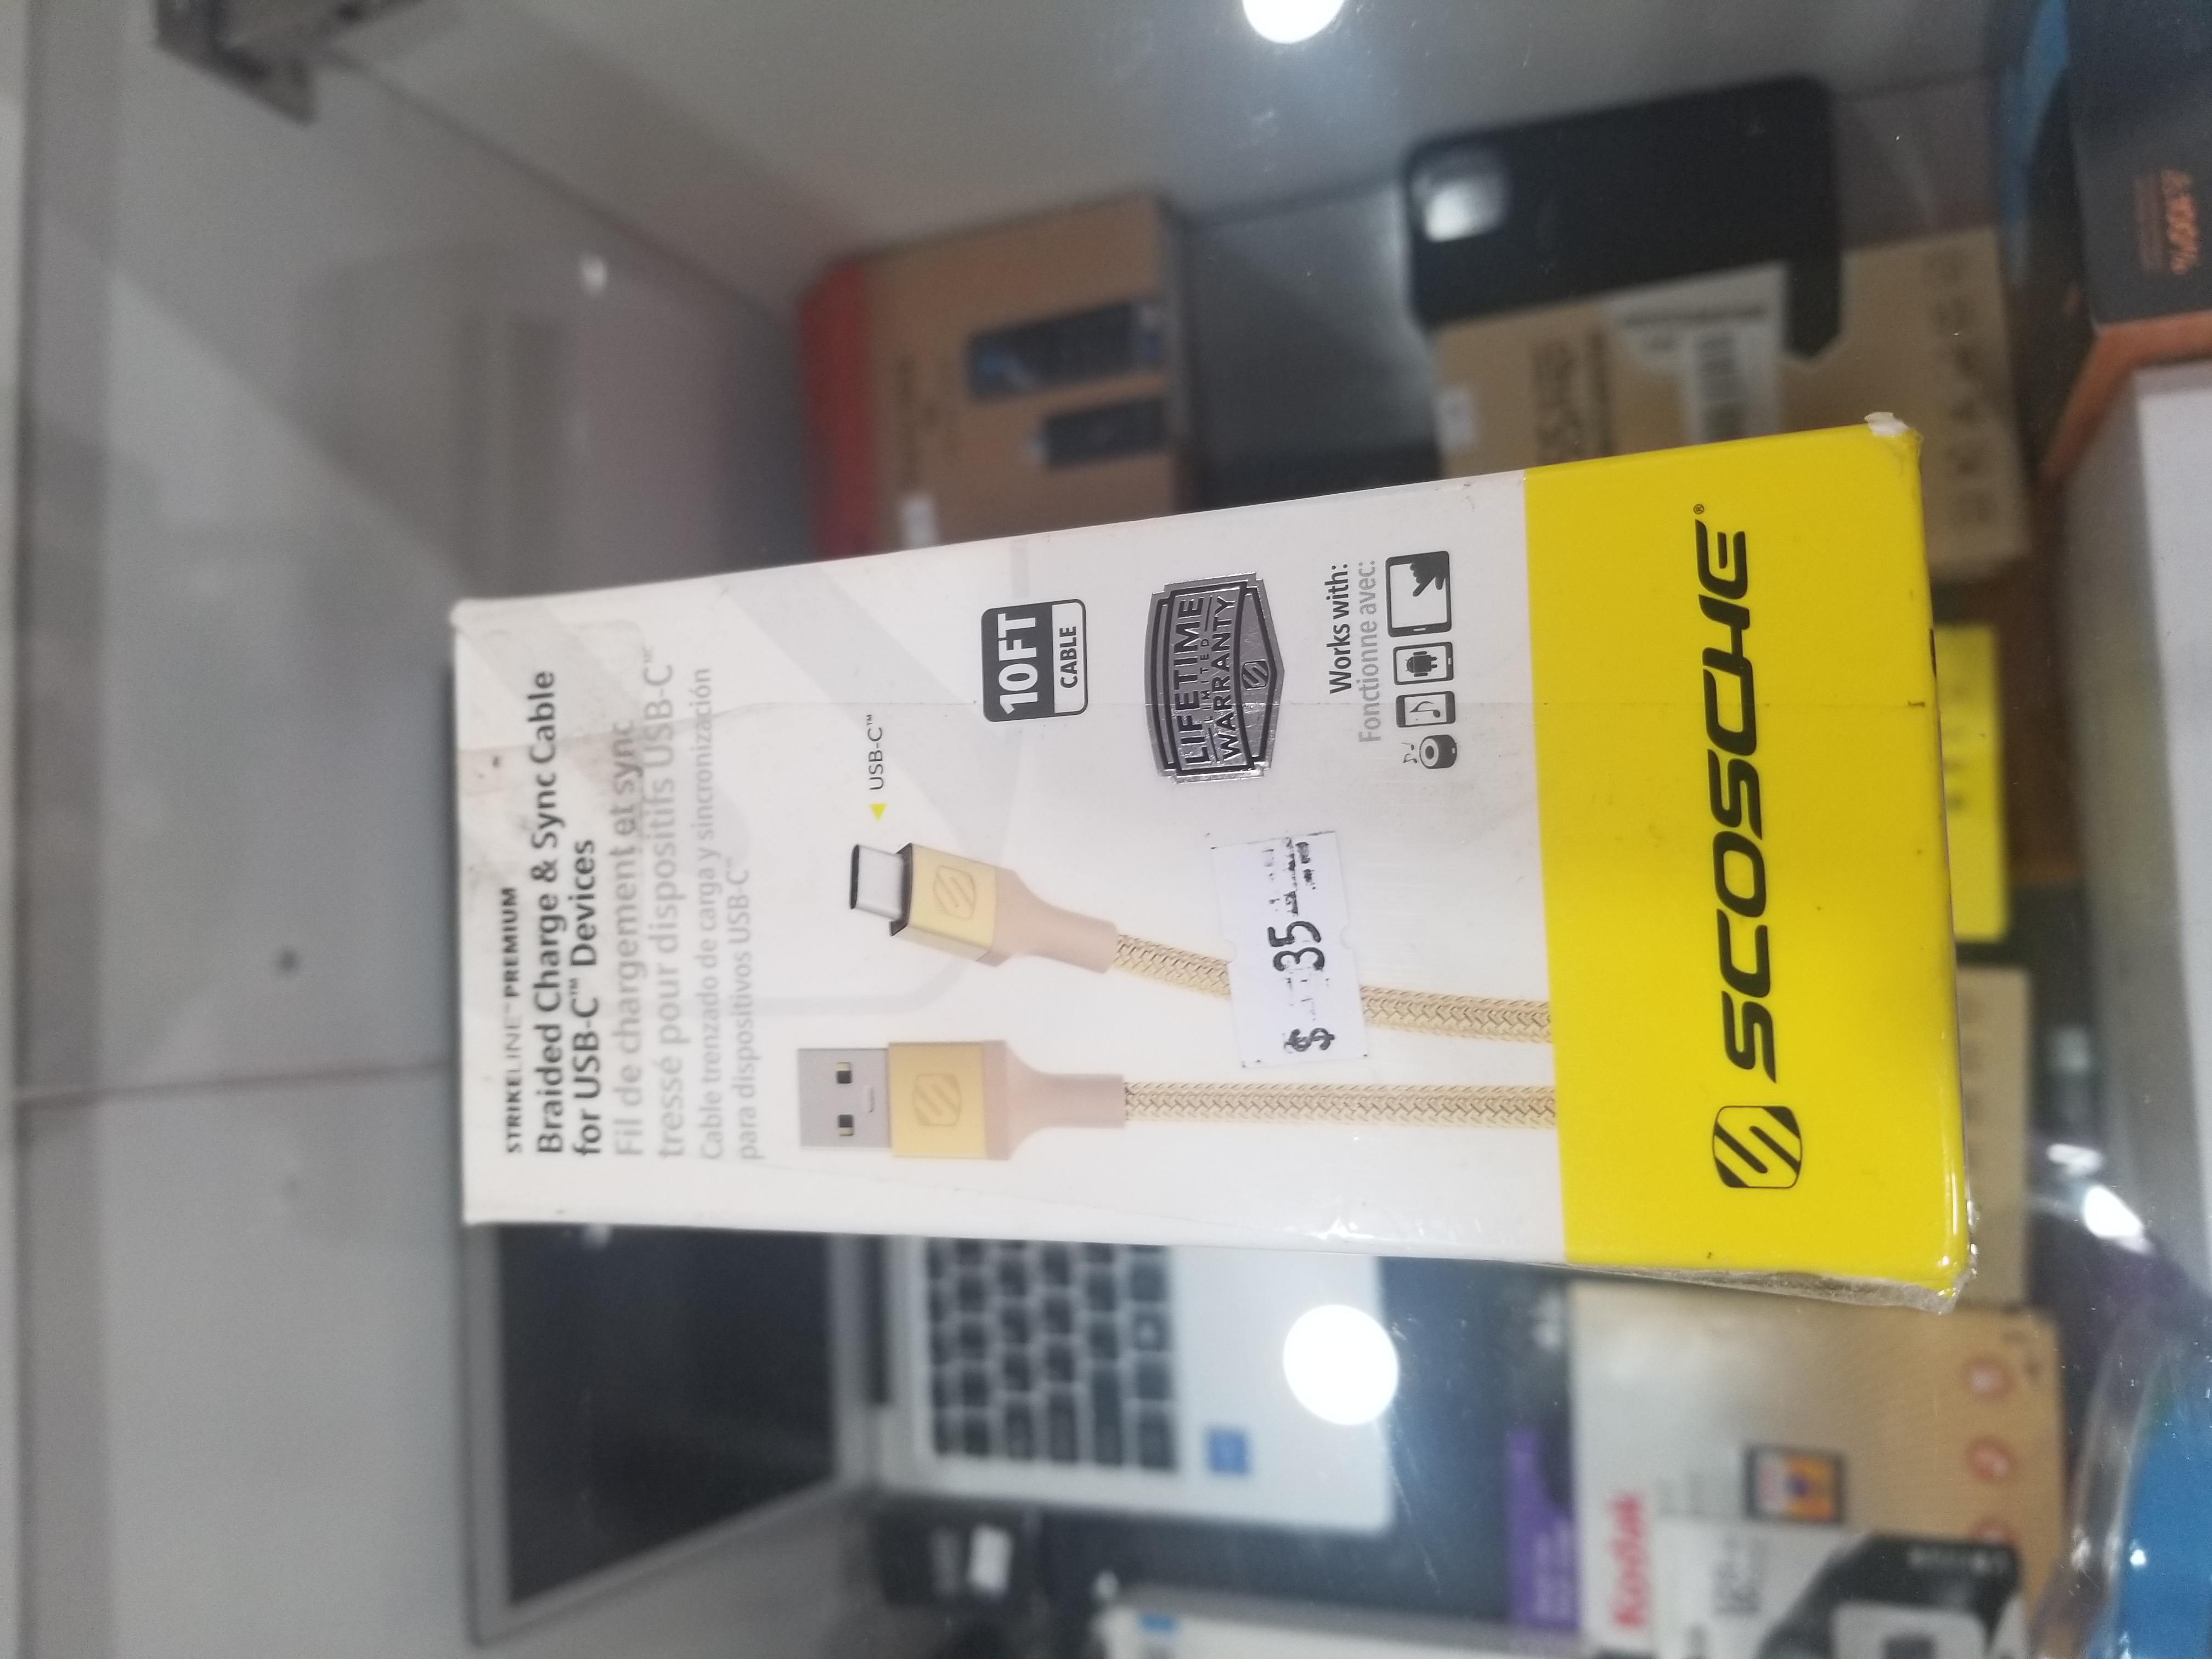 STRIKELINE™ PREMIUM
Braided Charge & Sync Cable
for USB-C™ Devices
Fil de chargement et sync
tressé pour dispositifs USB-C™ᶜ
Cable trenzado de carga y sincronización
para dispositivos USB-C™
USB-C™
10FT
CABLE
LIFETIME
LIMITED
WARRANTY
Works with:
Fonctionne avec:
$ 35
SCOSCHE®
Kodak